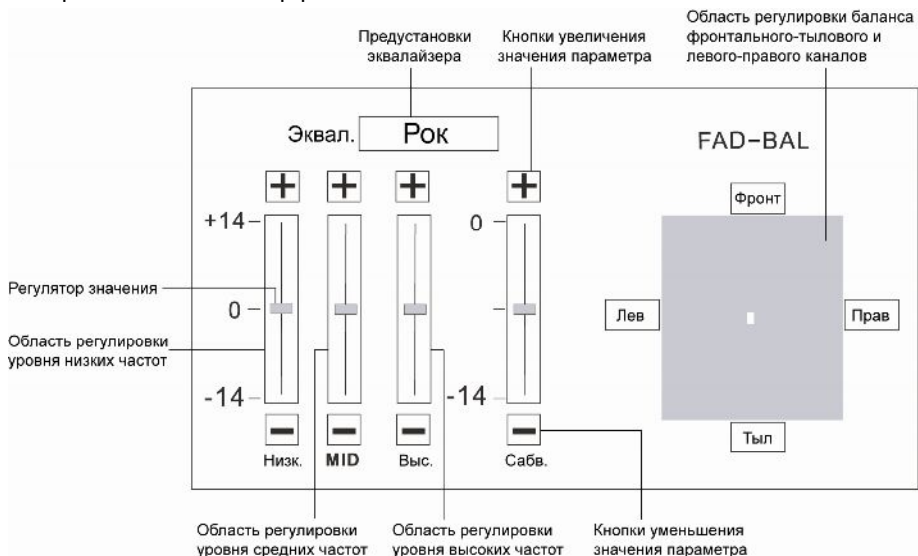 Область регулировки баланса
фронтального-тылового и
левого-правого каналов
Предустановки
эквалайзера
Кнопки увеличения
значения параметра
Эквал. Рок
FAD-BAL
Фронт
+14
0
0
-14
-14
Регулятор значения
Область регулировки
уровня низких частот
Лев
Прав
Тыл
Низк. MID Выс. Сабв.
Область регулировки
уровня средних частот
Область регулировки
уровня высоких частот
Кнопки уменьшения
значения параметра